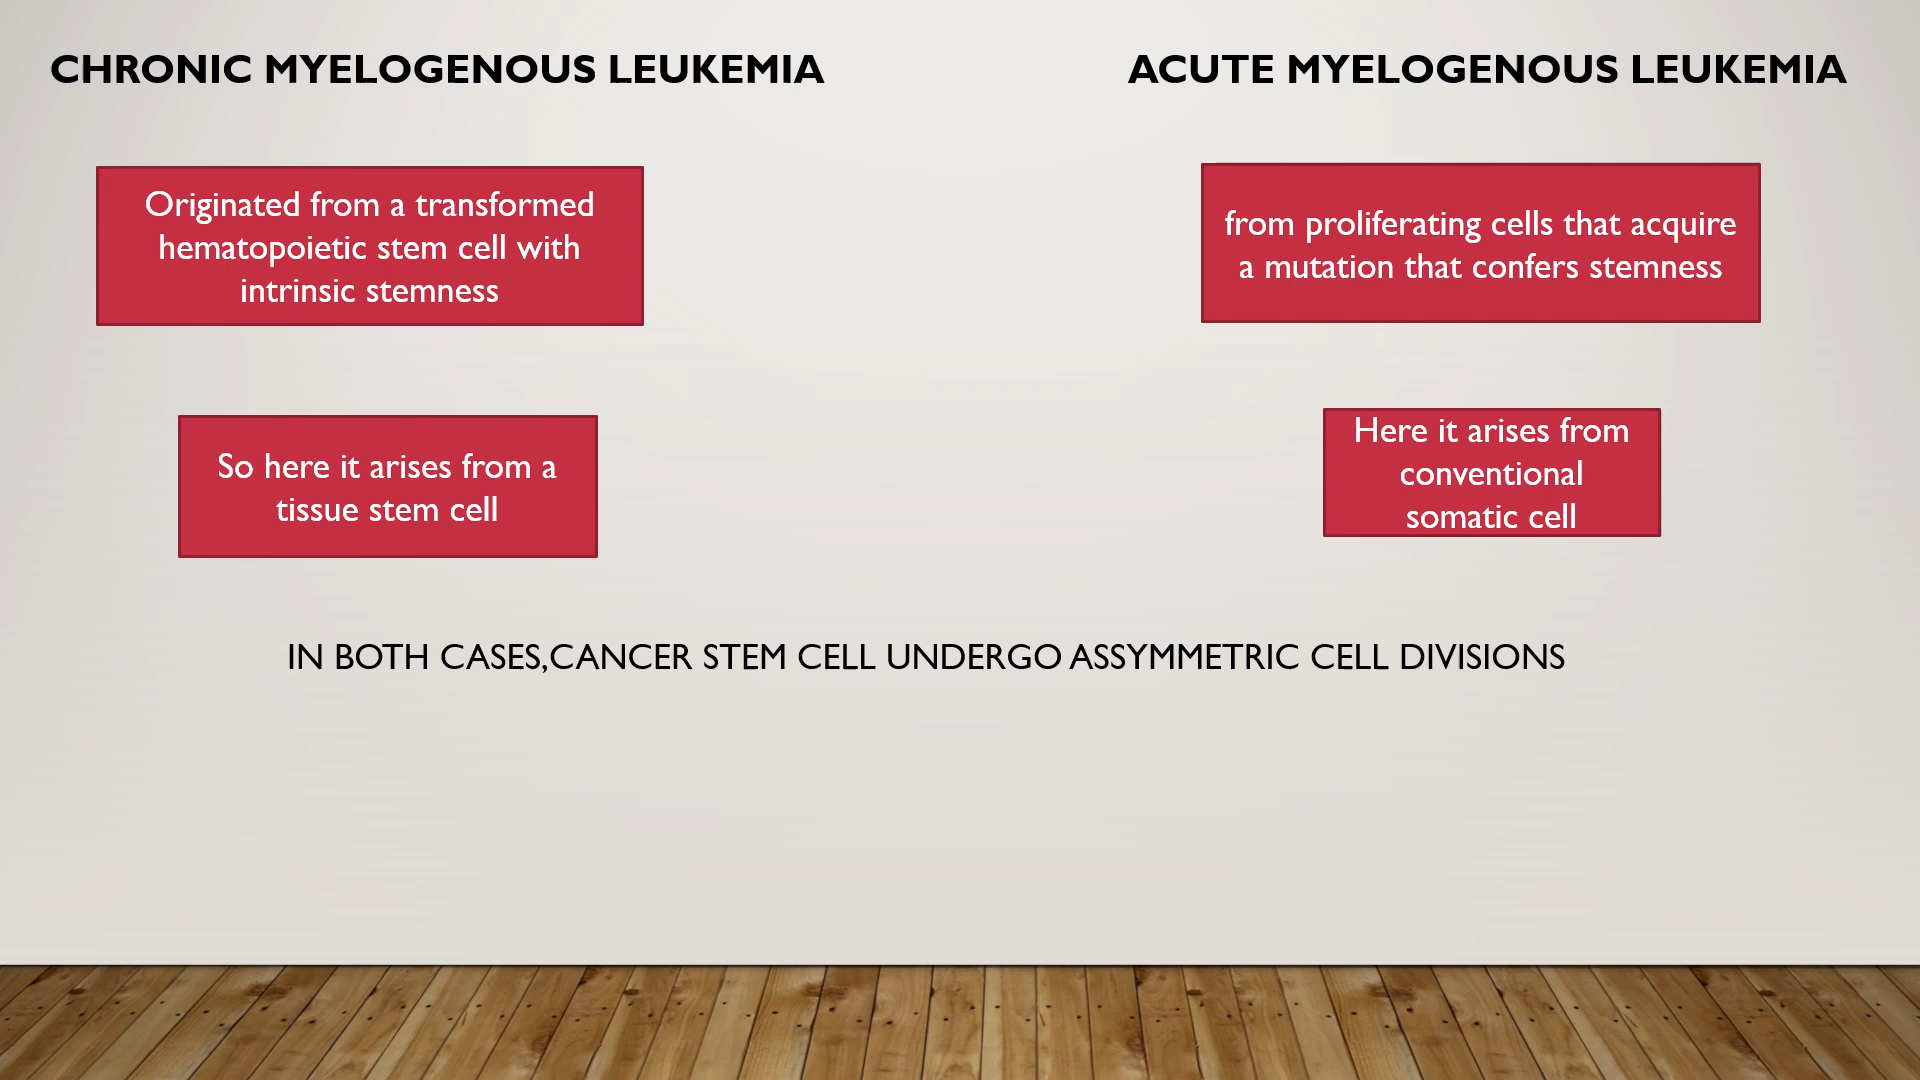 CHRONIC MYELOGENOUS LEUKEMIA
ACUTE MYELOGENOUS LEUKEMIA
Originated from a transformed
hematopoietic stem cell with
intrinsic stemness
from proliferating cells that acquire
a mutation that confers stemness
So here it arises from a
tissue stem cell
Here it arises from
conventional
somatic cell
IN BOTH CASES,CANCER STEM CELL UNDERGO ASSYMMETRIC CELL DIVISIONS